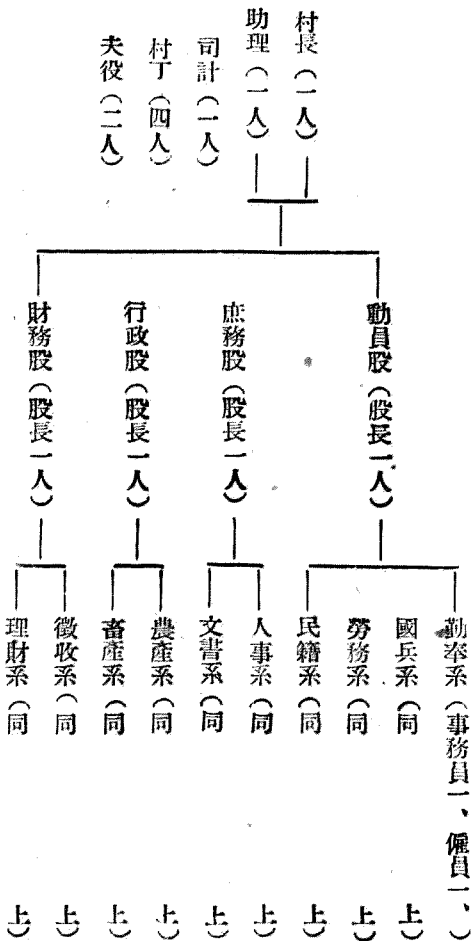 村長（一人）
助理（一人）
司計（一人）
村丁（四人）
夫役（二人）
動員股（股長一人）
庶務股（股長一人）
行政股（股長一人）
財務股（股長一人）
勤奉系（事務員一、僱員一、）
國兵系（同上）
勞務系（同上）
民籍系（同上）
人事系（同上）
文書系（同上）
農產系（同上）
畜產系（同上）
徵收系（同上）
理財系（同上）